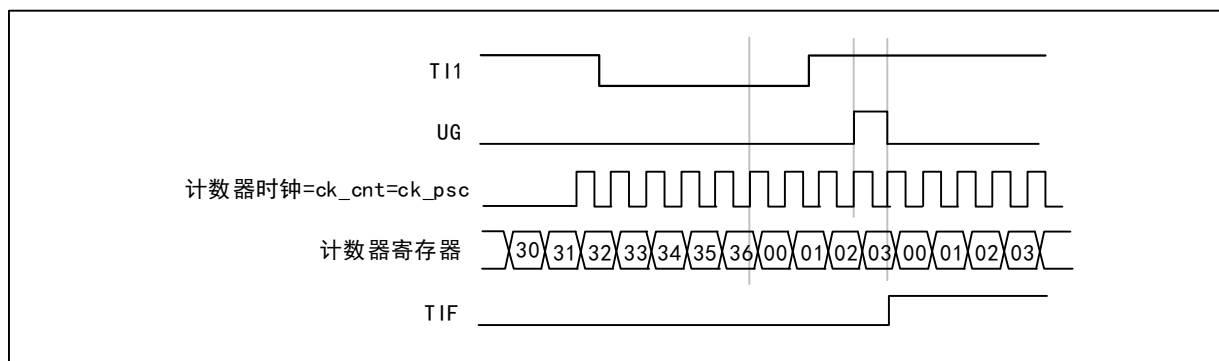 TI1
UG
计数器时钟=ck_cnt=ck_psc
计数器寄存器 30 31 32 33 34 35 36 00 01 02 03 00 01 02 03
TIF